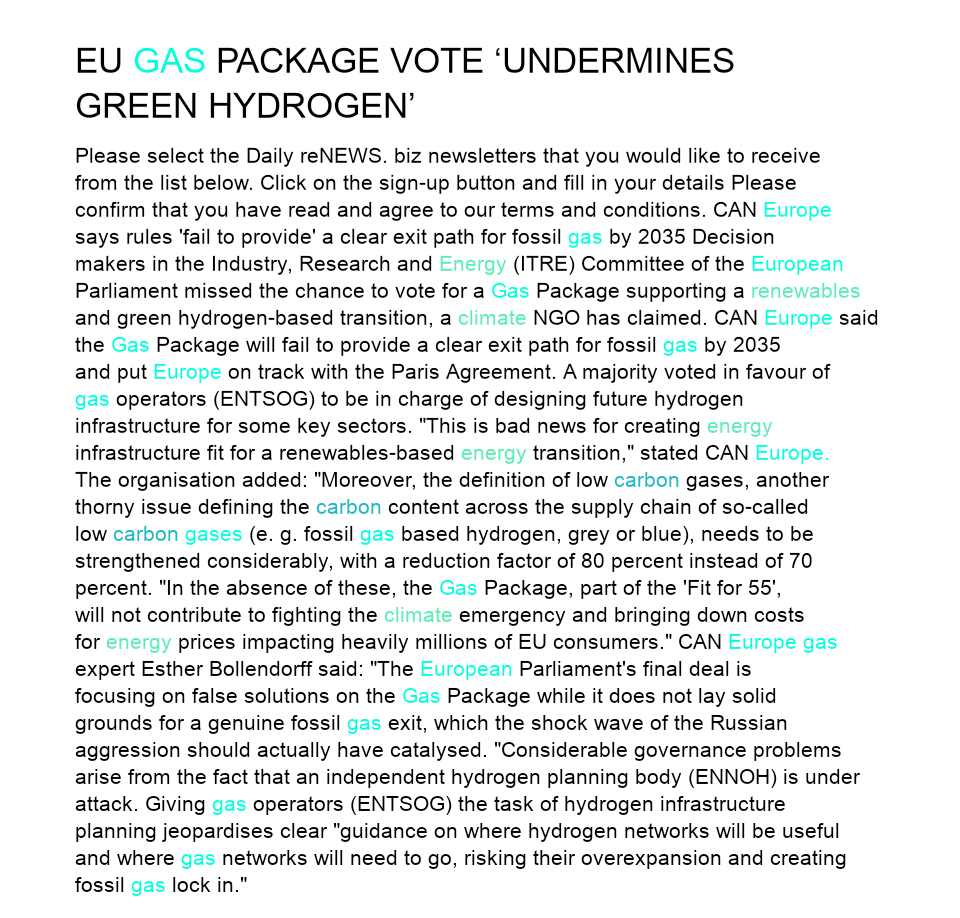 EU GAS PACKAGE VOTE ‘UNDERMINES
GREEN HYDROGEN’
Please select the Daily reNEWS. biz newsletters that you would like to receive
from the list below. Click on the sign-up button and fill in your details Please
confirm that you have read and agree to our terms and conditions. CAN Europe
says rules 'fail to provide' a clear exit path for fossil gas by 2035 Decision
makers in the Industry, Research and Energy (ITRE) Committee of the European
Parliament missed the chance to vote for a Gas Package supporting a renewables
and green hydrogen-based transition, a climate NGO has claimed. CAN Europe said
the Gas Package will fail to provide a clear exit path for fossil gas by 2035
and put Europe on track with the Paris Agreement. A majority voted in favour of
gas operators (ENTSOG) to be in charge of designing future hydrogen
infrastructure for some key sectors. "This is bad news for creating energy
infrastructure fit for a renewables-based energy transition," stated CAN Europe.
The organisation added: "Moreover, the definition of low carbon gases, another
thorny issue defining the carbon content across the supply chain of so-called
low carbon gases (e. g. fossil gas based hydrogen, grey or blue), needs to be
strengthened considerably, with a reduction factor of 80 percent instead of 70
percent. "In the absence of these, the Gas Package, part of the 'Fit for 55',
will not contribute to fighting the climate emergency and bringing down costs
for energy prices impacting heavily millions of EU consumers." CAN Europe gas
expert Esther Bollendorff said: "The European Parliament's final deal is
focusing on false solutions on the Gas Package while it does not lay solid
grounds for a genuine fossil gas exit, which the shock wave of the Russian
aggression should actually have catalysed. "Considerable governance problems
arise from the fact that an independent hydrogen planning body (ENNOH) is under
attack. Giving gas operators (ENTSOG) the task of hydrogen infrastructure
planning jeopardises clear "guidance on where hydrogen networks will be useful
and where gas networks will need to go, risking their overexpansion and creating
fossil gas lock in."